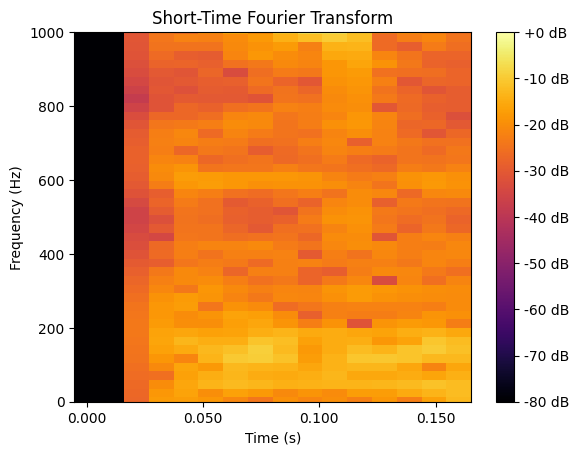 Short-Time Fourier Transform
1000
800
600
400
200
0
Frequency (Hz)
0.000
0.050
0.100
0.150
Time (s)
+0 dB
-10 dB
-20 dB
-30 dB
-40 dB
-50 dB
-60 dB
-70 dB
-80 dB